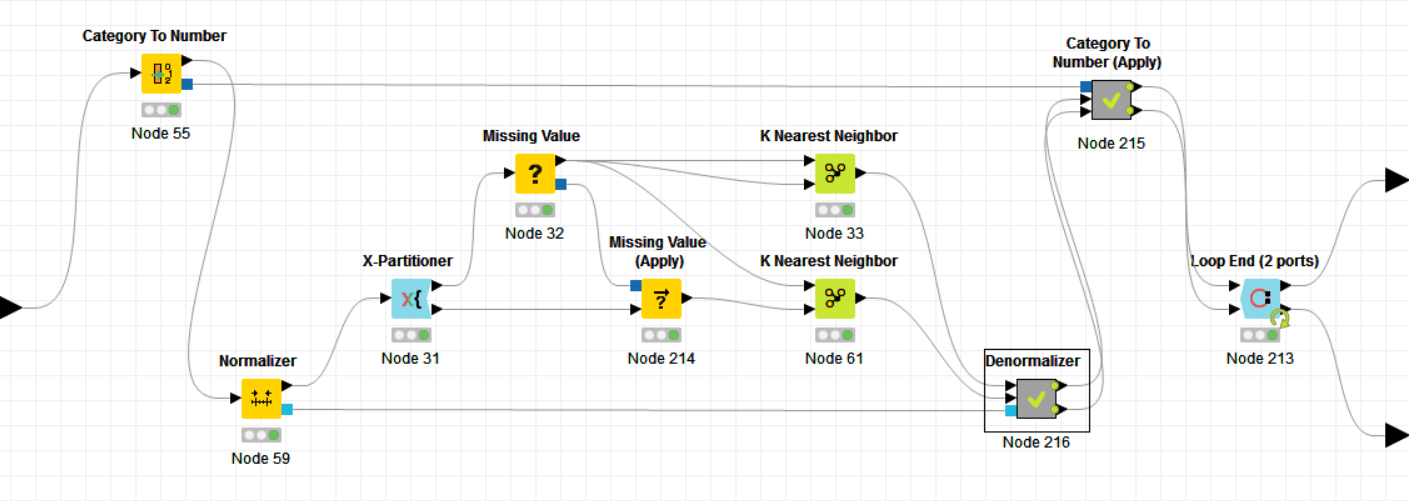 Category To Number
Node 55
Category To
Number (Apply)
Node 215
Missing Value
?
Node 32
K Nearest Neighbor
Node 33
X-Partitioner
X{
Node 31
Missing Value
(Apply)
?
Node 214
K Nearest Neighbor
Node 61
Loop End (2 ports)
Node 213
Normalizer
Node 59
Denormalizer
Node 216